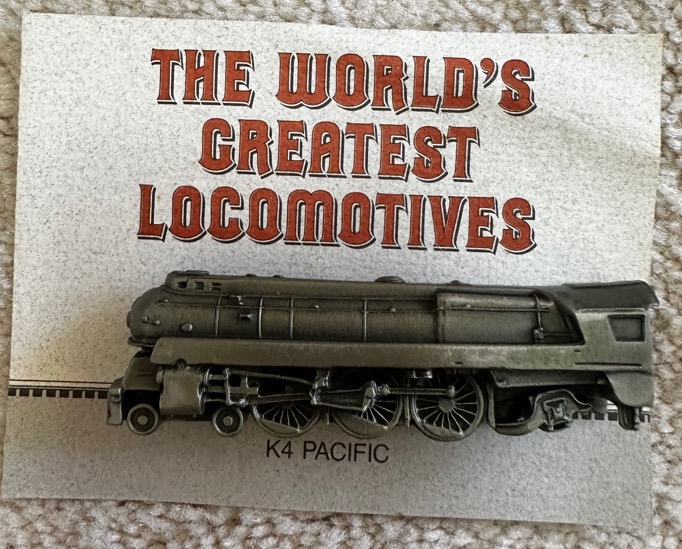 THE WORLD'S
GREATEST
LOCOMOTIVES
K4 PACIFIC